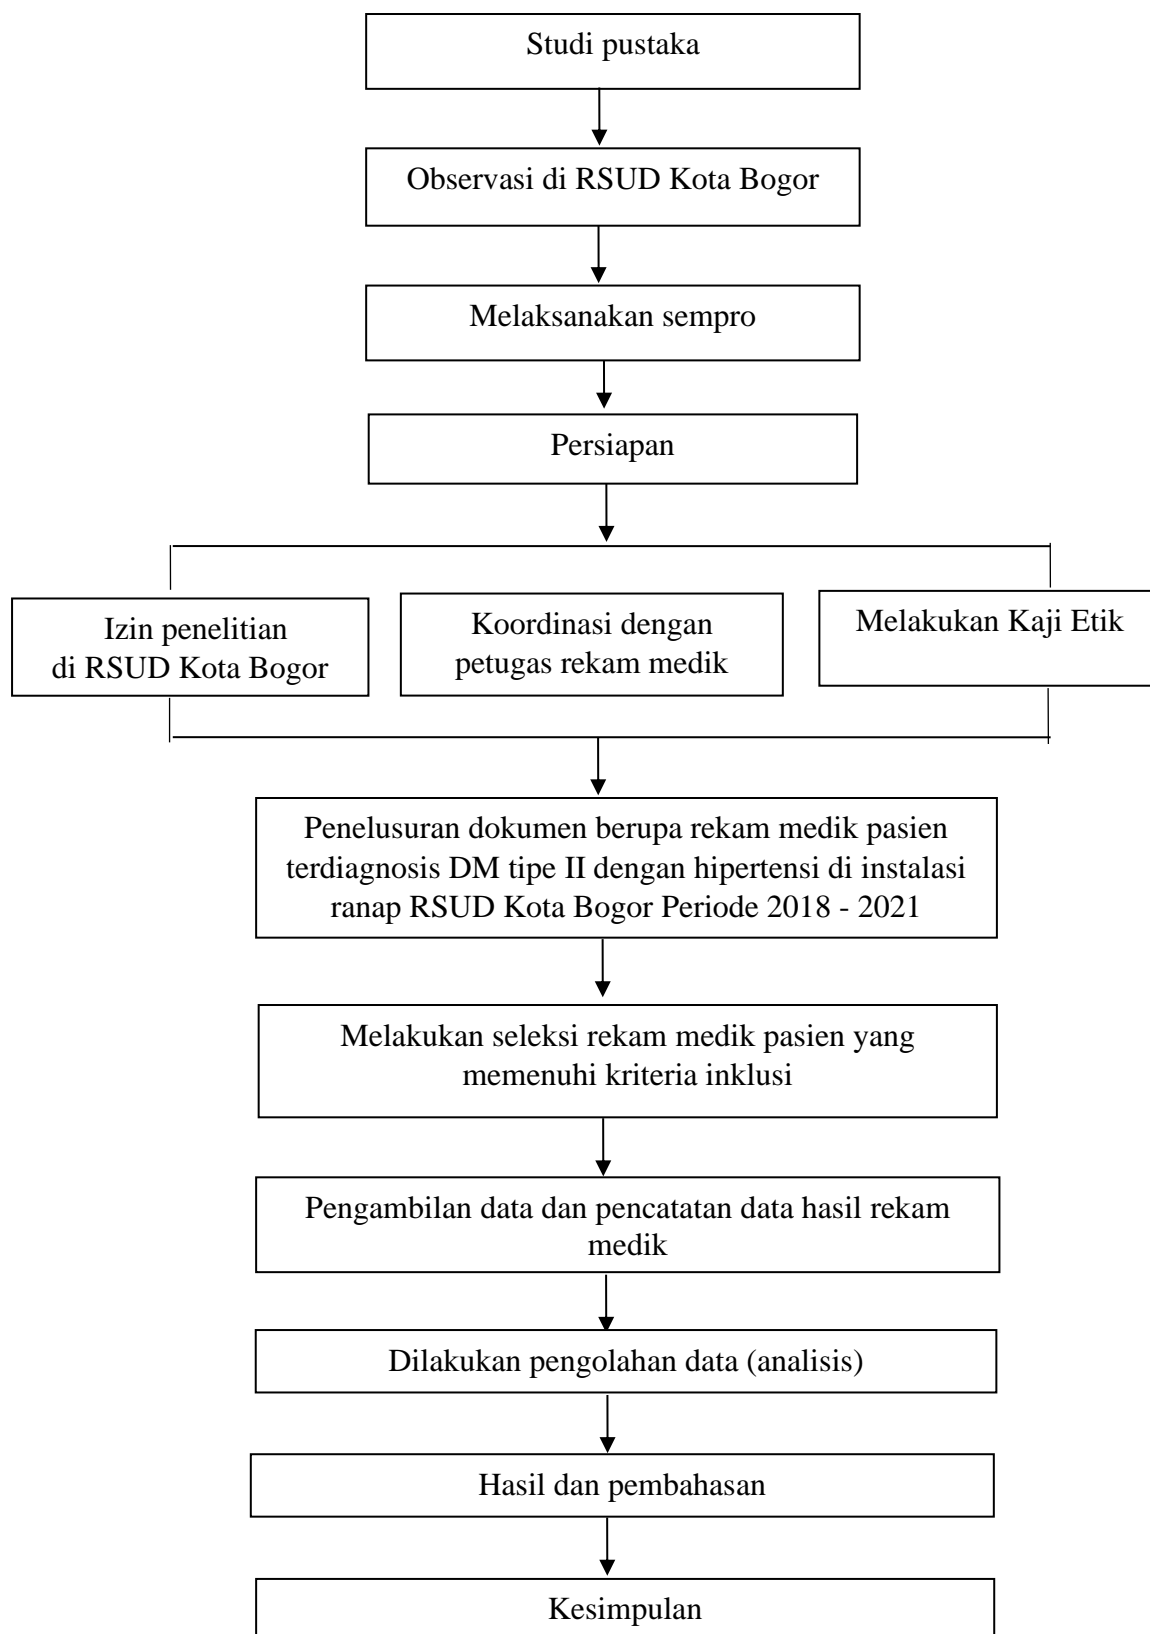 Studi pustaka
Observasi di RSUD Kota Bogor
Melaksanakan sempro
Persiapan
Izin penelitian
di RSUD Kota Bogor
Koordinasi dengan
petugas rekam medik
Melakukan Kaji Etik
Penelusuran dokumen berupa rekam medik pasien
terdiagnosis DM tipe II dengan hipertensi di instalasi
ranap RSUD Kota Bogor Periode 2018 - 2021
Melakukan seleksi rekam medik pasien yang
memenuhi kriteria inklusi
Pengambilan data dan pencatatan data hasil rekam
medik
Dilakukan pengolahan data (analisis)
Hasil dan pembahasan
Kesimpulan